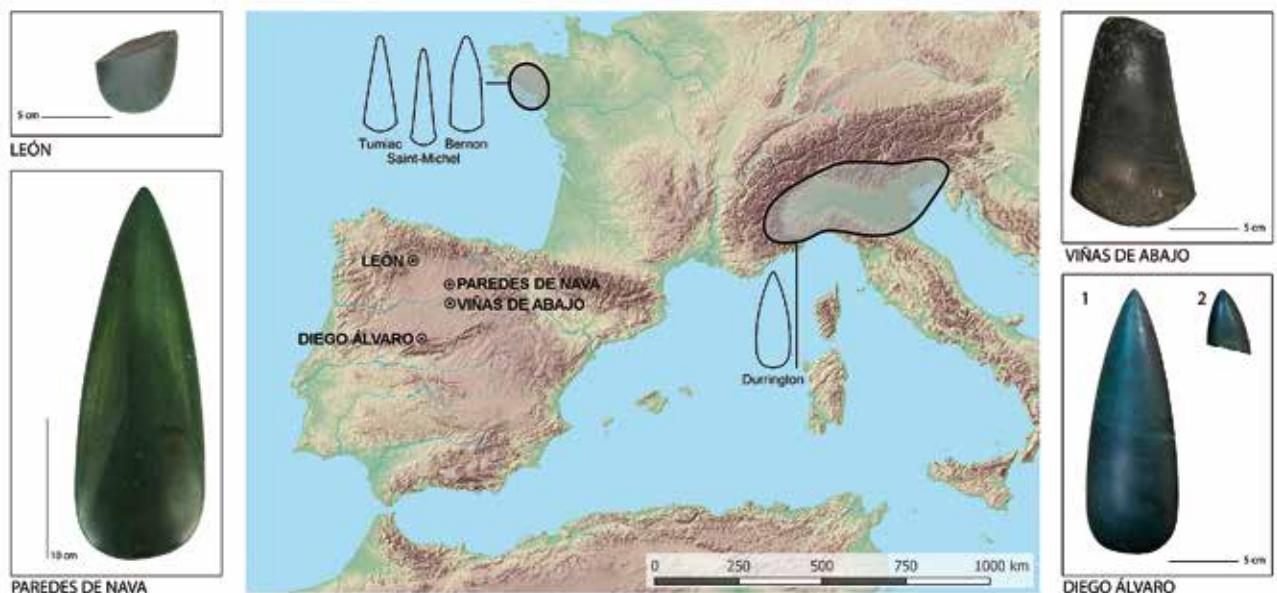 5 cm
LEÓN
10 cm
PAREDES DE NAVA
Tumiac
Bernon
Saint-Michel
LEÓN
PAREDES DE NAVA
VIÑAS DE ABAJO
DIEGO ÁLVARO
Durrington
0 250 500 750 1000 km
5 cm
VIÑAS DE ABAJO
1 2
5 cm
DIEGO ÁLVARO